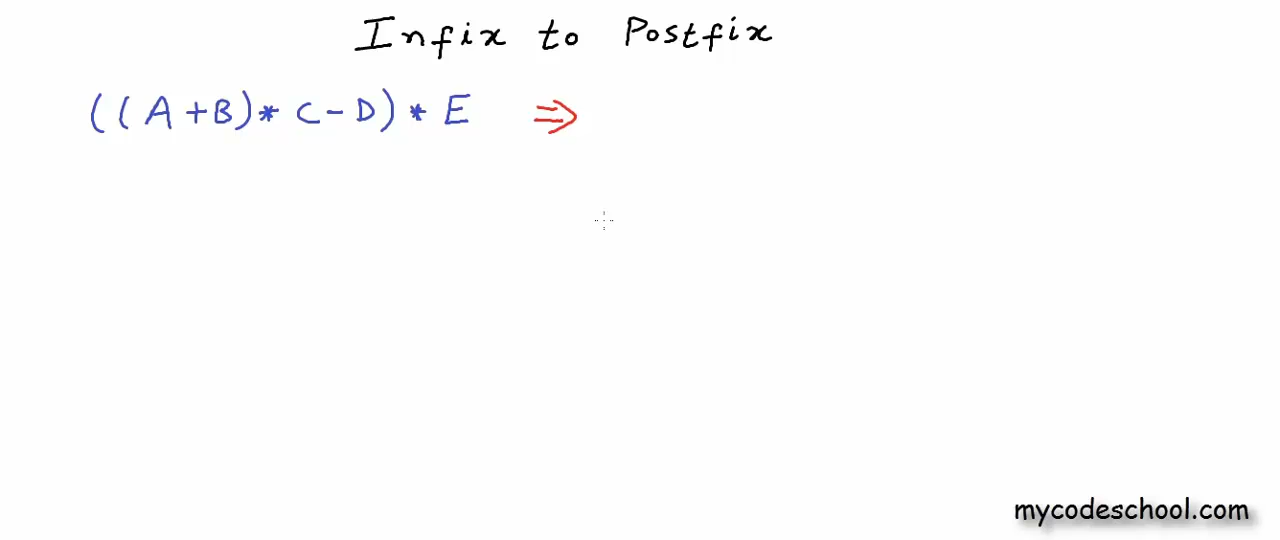 Infix to Postfix
((A+B)* C-D) * E ⇒
mycodeschool.com